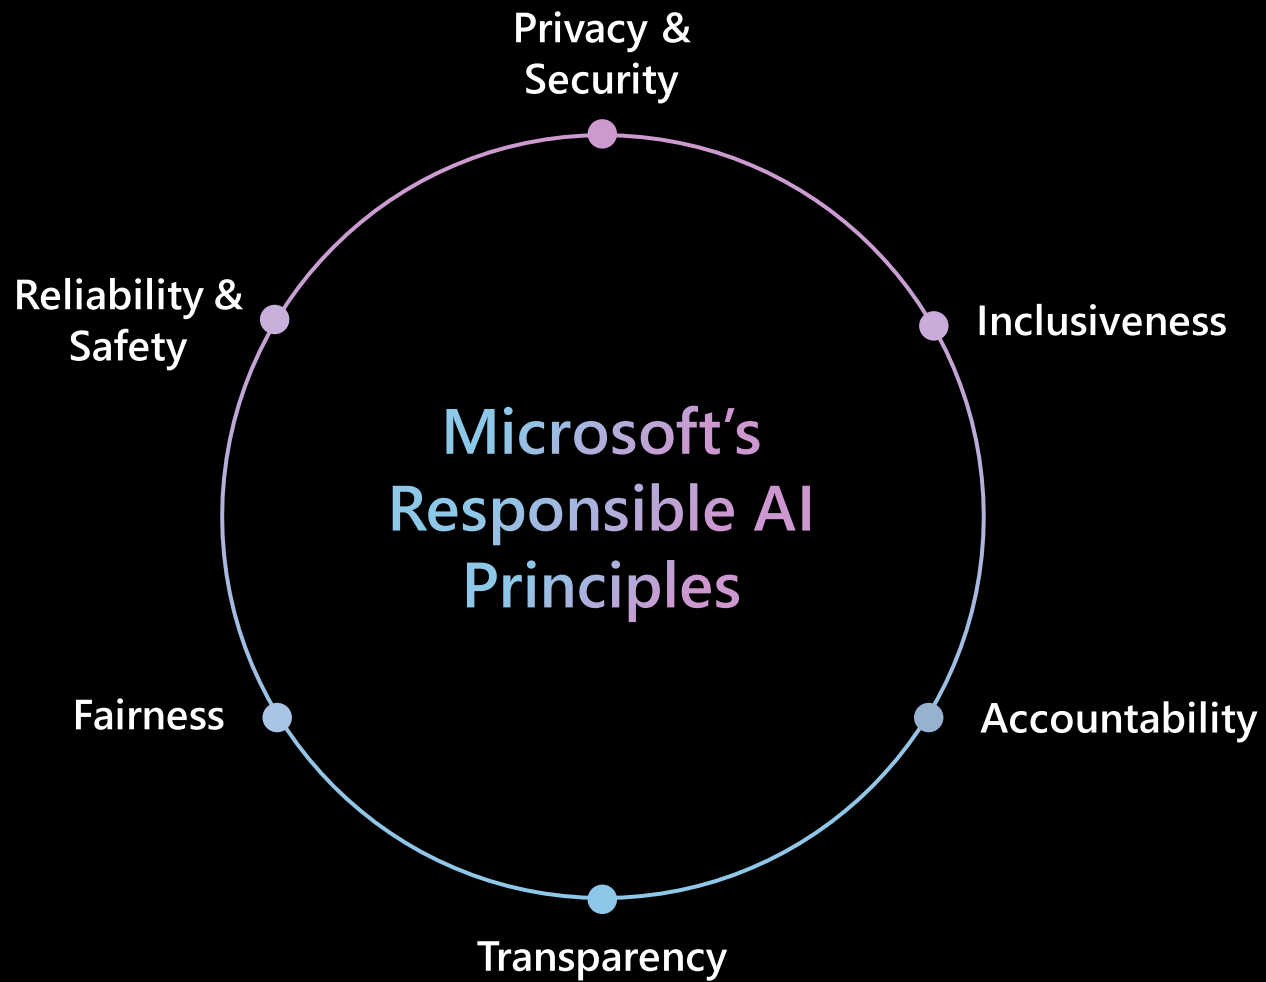 Privacy &
Security
Reliability &
Safety
Inclusiveness
Microsoft’s
Responsible AI
Principles
Fairness
Accountability
Transparency